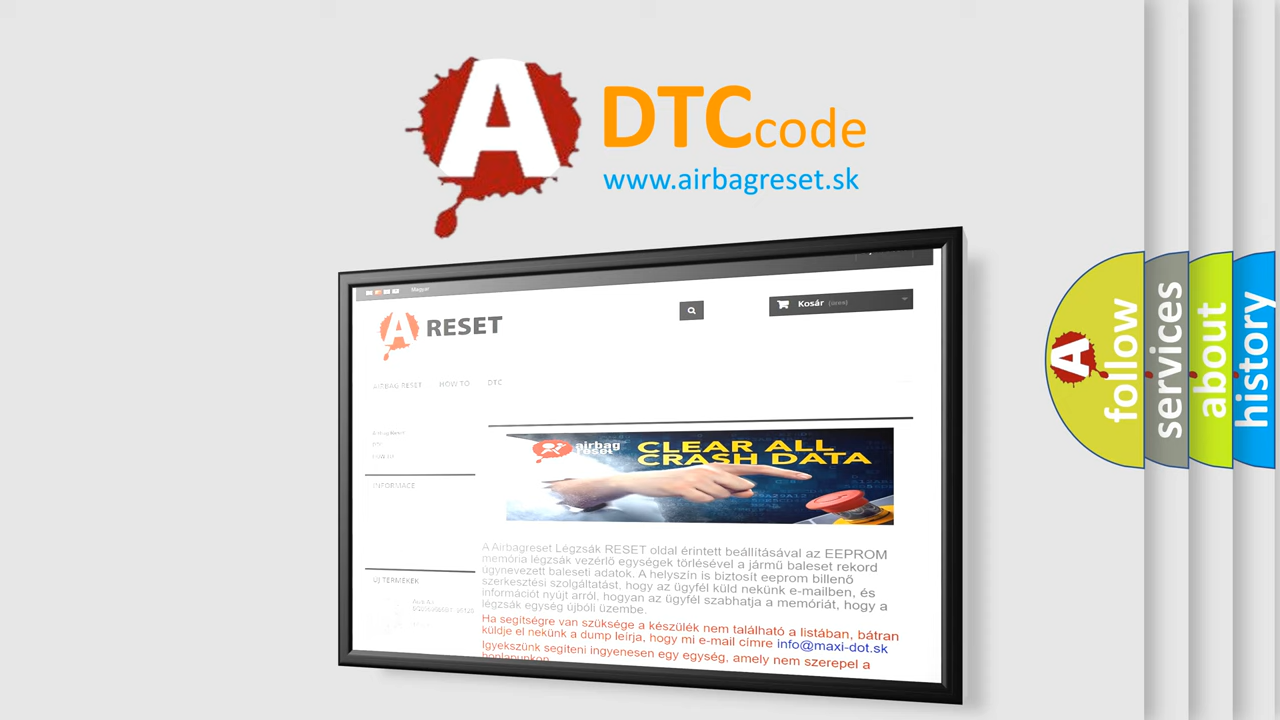 A
DTCcode
www.airbagreset.sk
Magyar
A RESET
Kosár (üres)
AIRBAG RESET HOW TO DTC
Airbag Reset
DTC
INFORMACE
airbag
reset
CLEAR ALL
CRASH DATA
A Airbagreset Légzsák RESET oldal érintett beállításával az EEPROM
memória légzsák vezérlő egységek törlésével a jármű baleset rekord
úgynevezett baleseti adatok. A helyszín is biztosít eeprom billenő
szerkesztési szolgáltatást, hogy az ügyfél küld nekünk e-mailben, és
információt nyújt arról, hogyan az ügyfél szabhatja a memóriát, hogy a
légzsák egység újbóli üzembe.
Ha segítségre van szüksége a készülék nem található a listában, bátran
küldje el nekünk a dump leírja, hogy mi e-mail címre info@maxi-dot.sk
Igyekszünk segíteni ingyenesen egy egység, amely nem szerepel a
honlapunkon
ÚJ TERMÉKEK
A follow
services
about
history